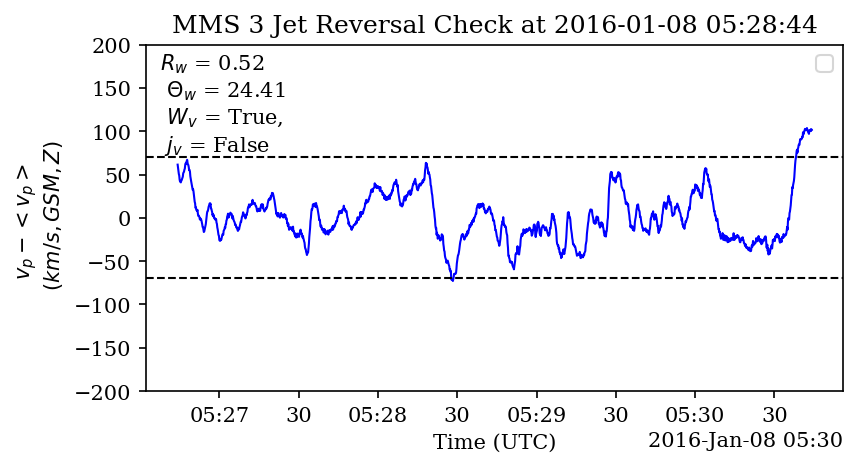 MMS 3 Jet Reversal Check at 2016-01-08 05:28:44
R_w = 0.52
Θ_w = 24.41
W_v = True,
j_v = False
v_p − < v_p >
(km/s, GSM, Z)
200
150
100
50
0
−50
−100
−150
−200
05:27 30 05:28 30 05:29 30 05:30 30
Time (UTC)
2016-Jan-08 05:30